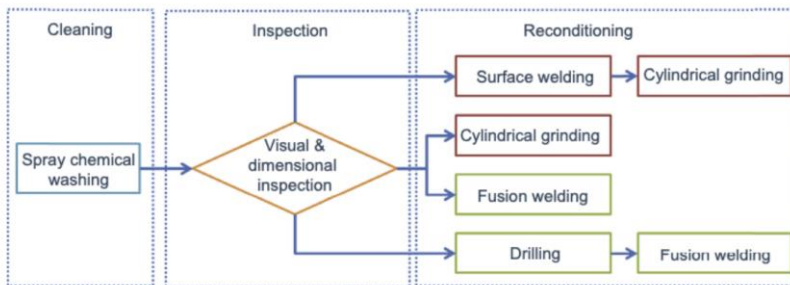 Cleaning
Inspection
Reconditioning
Surface welding
Cylindrical grinding
Spray chemical
washing
Visual &
dimensional
inspection
Cylindrical grinding
Fusion welding
Drilling
Fusion welding